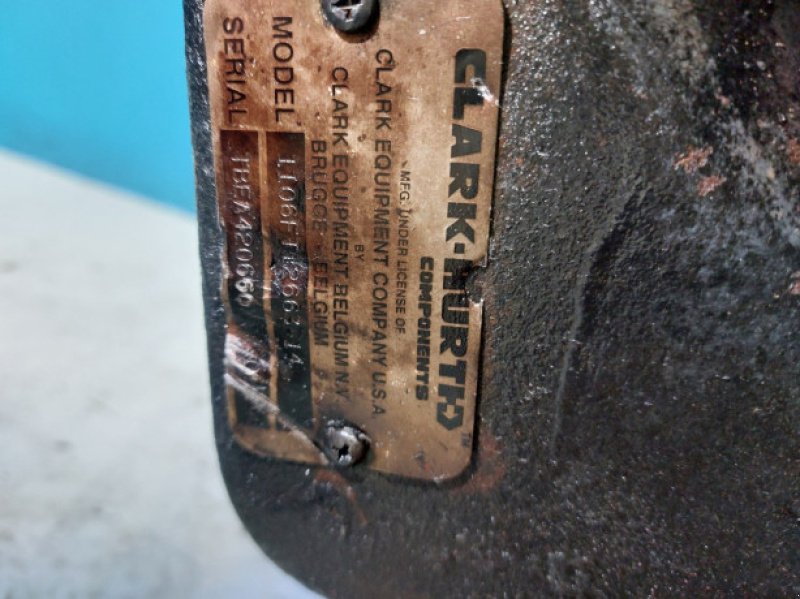 CLARK-HURTH
COMPONENTS
MFG. UNDER LICENSE OF
CLARK EQUIPMENT COMPANY U.S.A
BY
CLARK EQUIPMENT BELGIUM N.V
BRUGGE - BELGIUM
MODEL
SERIAL